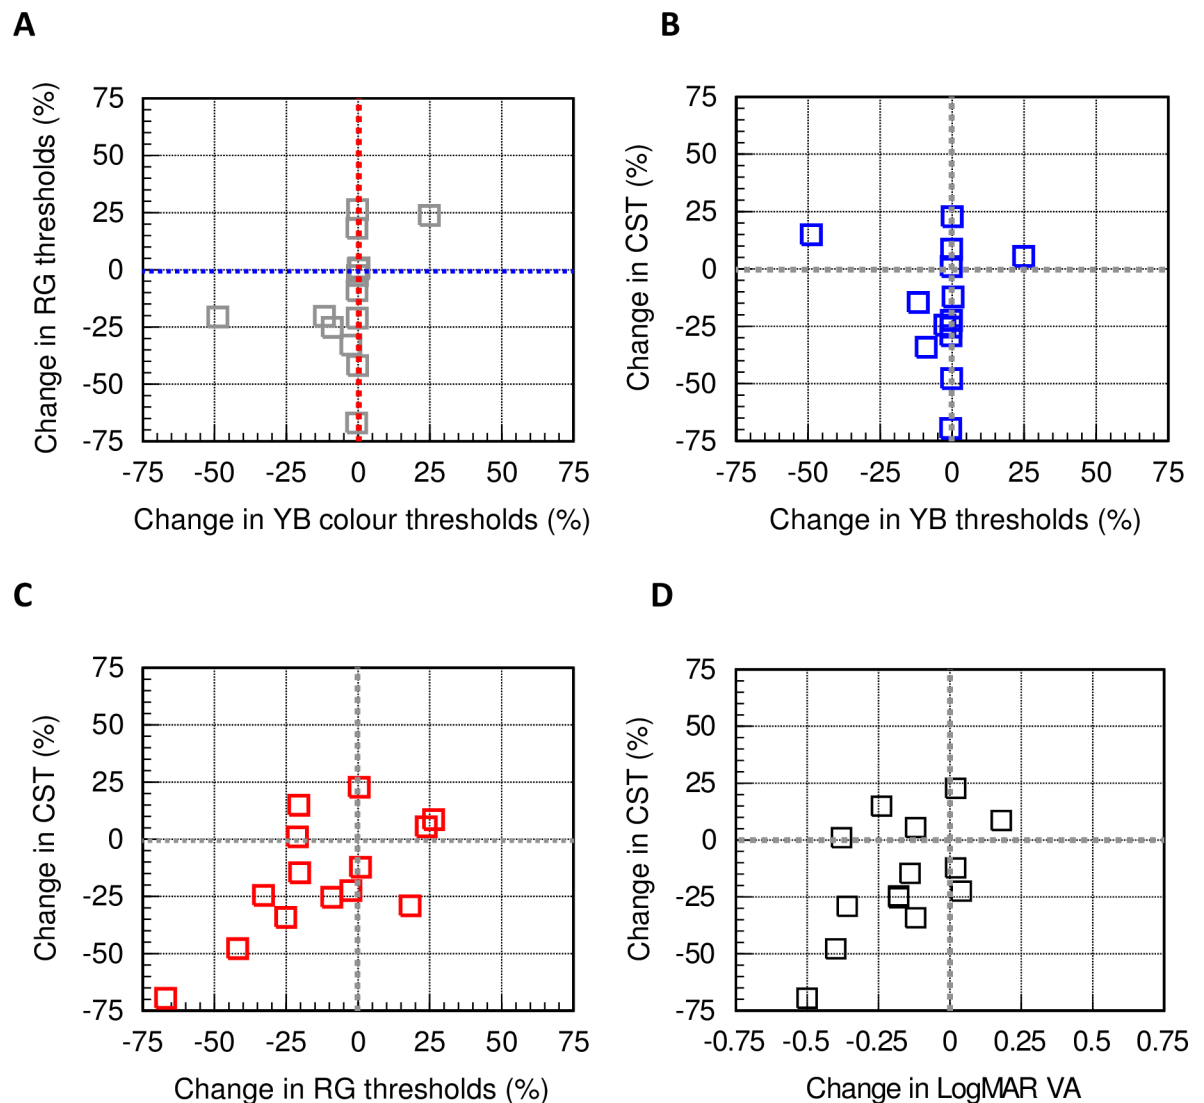 A
B
75
50
25
0
-25
-50
-75
-75 -50 -25 0 25 50 75
Change in RG thresholds (%)
Change in YB colour thresholds (%)
75
50
25
0
-25
-50
-75
-75 -50 -25 0 25 50 75
Change in CST (%)
Change in YB thresholds (%)
C
D
75
50
25
0
-25
-50
-75
-75 -50 -25 0 25 50 75
Change in CST (%)
Change in RG thresholds (%)
75
50
25
0
-25
-50
-75
-0.75 -0.5 -0.25 0 0.25 0.5 0.75
Change in CST (%)
Change in LogMAR VA